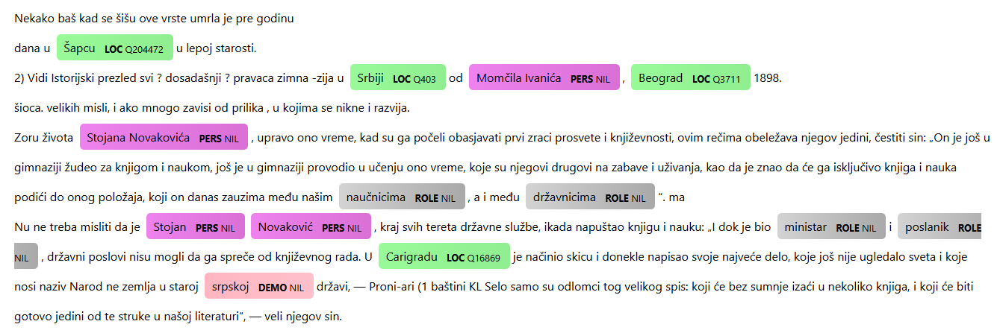 Nekako baš kad se šišu ove vrste umrla je pre godinu
dana u Šapcu LOC Q204472 u lepoj starosti.
2) Vidi Istorijski prezled svi ? dosadašnji ? pravaca zimna -zija u Srbiji LOC Q403 od Momčila Ivanića PERS NIL , Beograd LOC Q3711 1898.
šioca. velikih misli, i ako mnogo zavisi od prilika , u kojima se nikne i razvija.
Zoru života Stojana Novakovića PERS NIL , upravo ono vreme, kad su ga počeli obasjavati prvi zraci prosvete i književnosti, ovim rečima obeležava njegov jedini, čestiti sin: „On je još u
gimnaziji žudeo za knjigom i naukom, još je u gimnaziji provodio u učenju ono vreme, koje su njegovi drugovi na zabave i uživanja, kao da je znao da će ga isključivo knjiga i nauka
podići do onog položaja, koji on danas zauzima među našim naučnicima ROLE NIL , a i među državnicima ROLE NIL “. ma
Nu ne treba misliti da je Stojan PERS NIL Novaković PERS NIL , kraj svih tereta državne službe, ikada napuštao knjigu i nauku: „I dok je bio ministar ROLE NIL i poslanik ROLE
NIL , državni poslovi nisu mogli da ga spreče od književnog rada. U Carigradu LOC Q16869 je načinio skicu i donekle napisao svoje najveće delo, koje još nije ugledalo sveta i koje
nosi naziv Narod ne zemlja u staroj srpskoj DEMO NIL državi, — Proni-ari (1 baštini KL Selo samo su odlomci tog velikog spis: koji će bez sumnje izaći u nekoliko knjiga, i koji će biti
gotovo jedini od te struke u našoj literaturi“, — veli njegov sin.